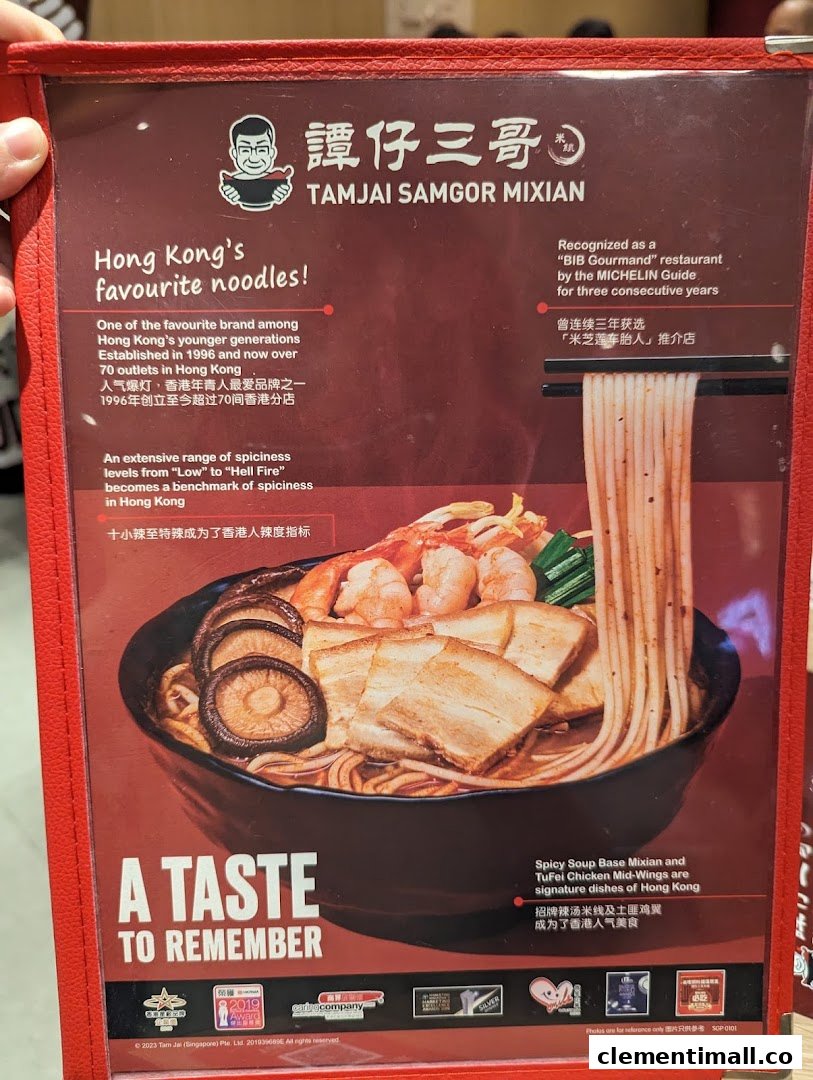 譚仔三哥米線
TAMJAI SAMGOR MIXIAN
Hong Kong's
favourite noodles!
One of the favourite brand among
Hong Kong's younger generations
Established in 1996 and now over
70 outlets in Hong Kong
人气爆灯，香港年青人最爱品牌之一
1996年创立至今超过70间香港分店
Recognized as a
"BIB Gourmand" restaurant
by the MICHELIN Guide
for three consecutive years
曾连续三年获选
「米芝莲车胎人」推介店
An extensive range of spiciness
levels from "Low" to "Hell Fire"
becomes a benchmark of spiciness
in Hong Kong
十小辣至特辣成为了香港人辣度指标
A TASTE
TO REMEMBER
Spicy Soup Base Mixian and
TuFei Chicken Mid-Wings are
signature dishes of Hong Kong
招牌辣汤米线及土匪鸡翼
成为了香港人气美食
2019
Award
caringcompany
SILVER
Photos are for reference only 图片只供参考 SGP 0101
© 2023 Tam Jai (Singapore) Pte. Ltd. 201939689E All rights reserved.
clementimall.co